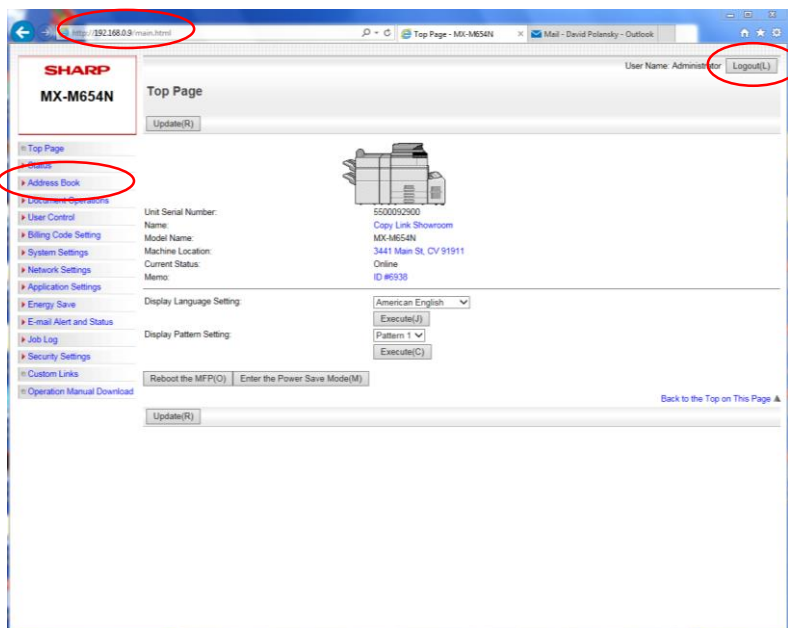 http://192.168.0.9/main.html
Top Page - MX-M654N
Mail - David Polansky - Outlook
SHARP
MX-M654N
User Name: Administrator Logout(L)
Top Page
Update(R)
Top Page
Status
Address Book
Document Operations
User Control
Billing Code Setting
System Settings
Network Settings
Application Settings
Energy Save
E-mail Alert and Status
Job Log
Security Settings
Custom Links
Operation Manual Download
Unit Serial Number: 5500092900
Name: Copy Link Showroom
Model Name: MX-M654N
Machine Location: 3441 Main St, CV 91911
Current Status: Online
Memo: ID #6938
Display Language Setting: American English
Execute(J)
Display Pattern Setting: Pattern 1
Execute(C)
Reboot the MFP(O) Enter the Power Save Mode(M)
Back to the Top on This Page
Update(R)